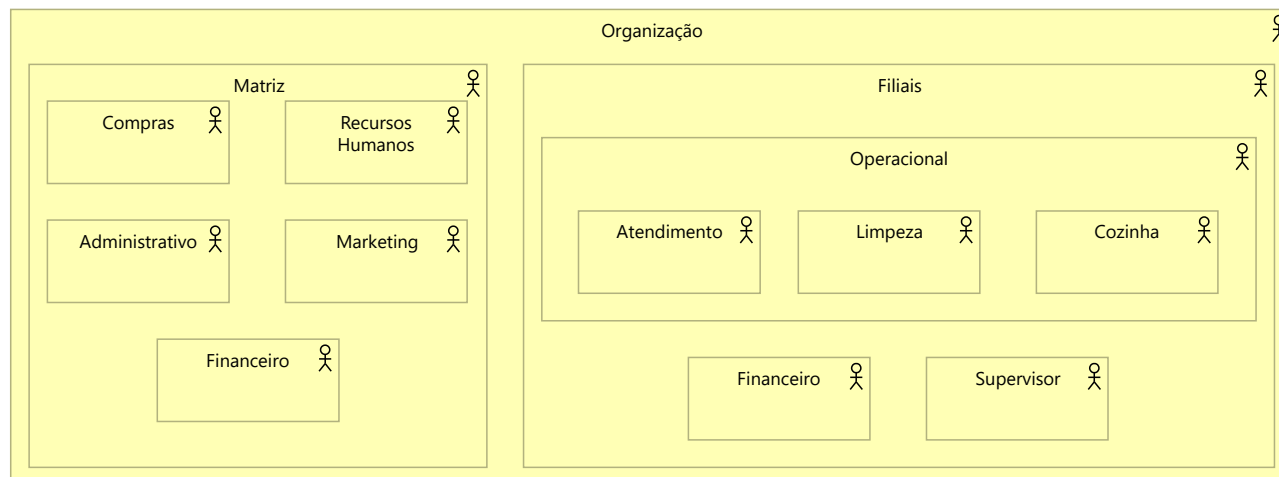 Organização
Matriz
Compras
Recursos
Humanos
Administrativo
Marketing
Financeiro
Filiais
Operacional
Atendimento
Limpeza
Cozinha
Financeiro
Supervisor